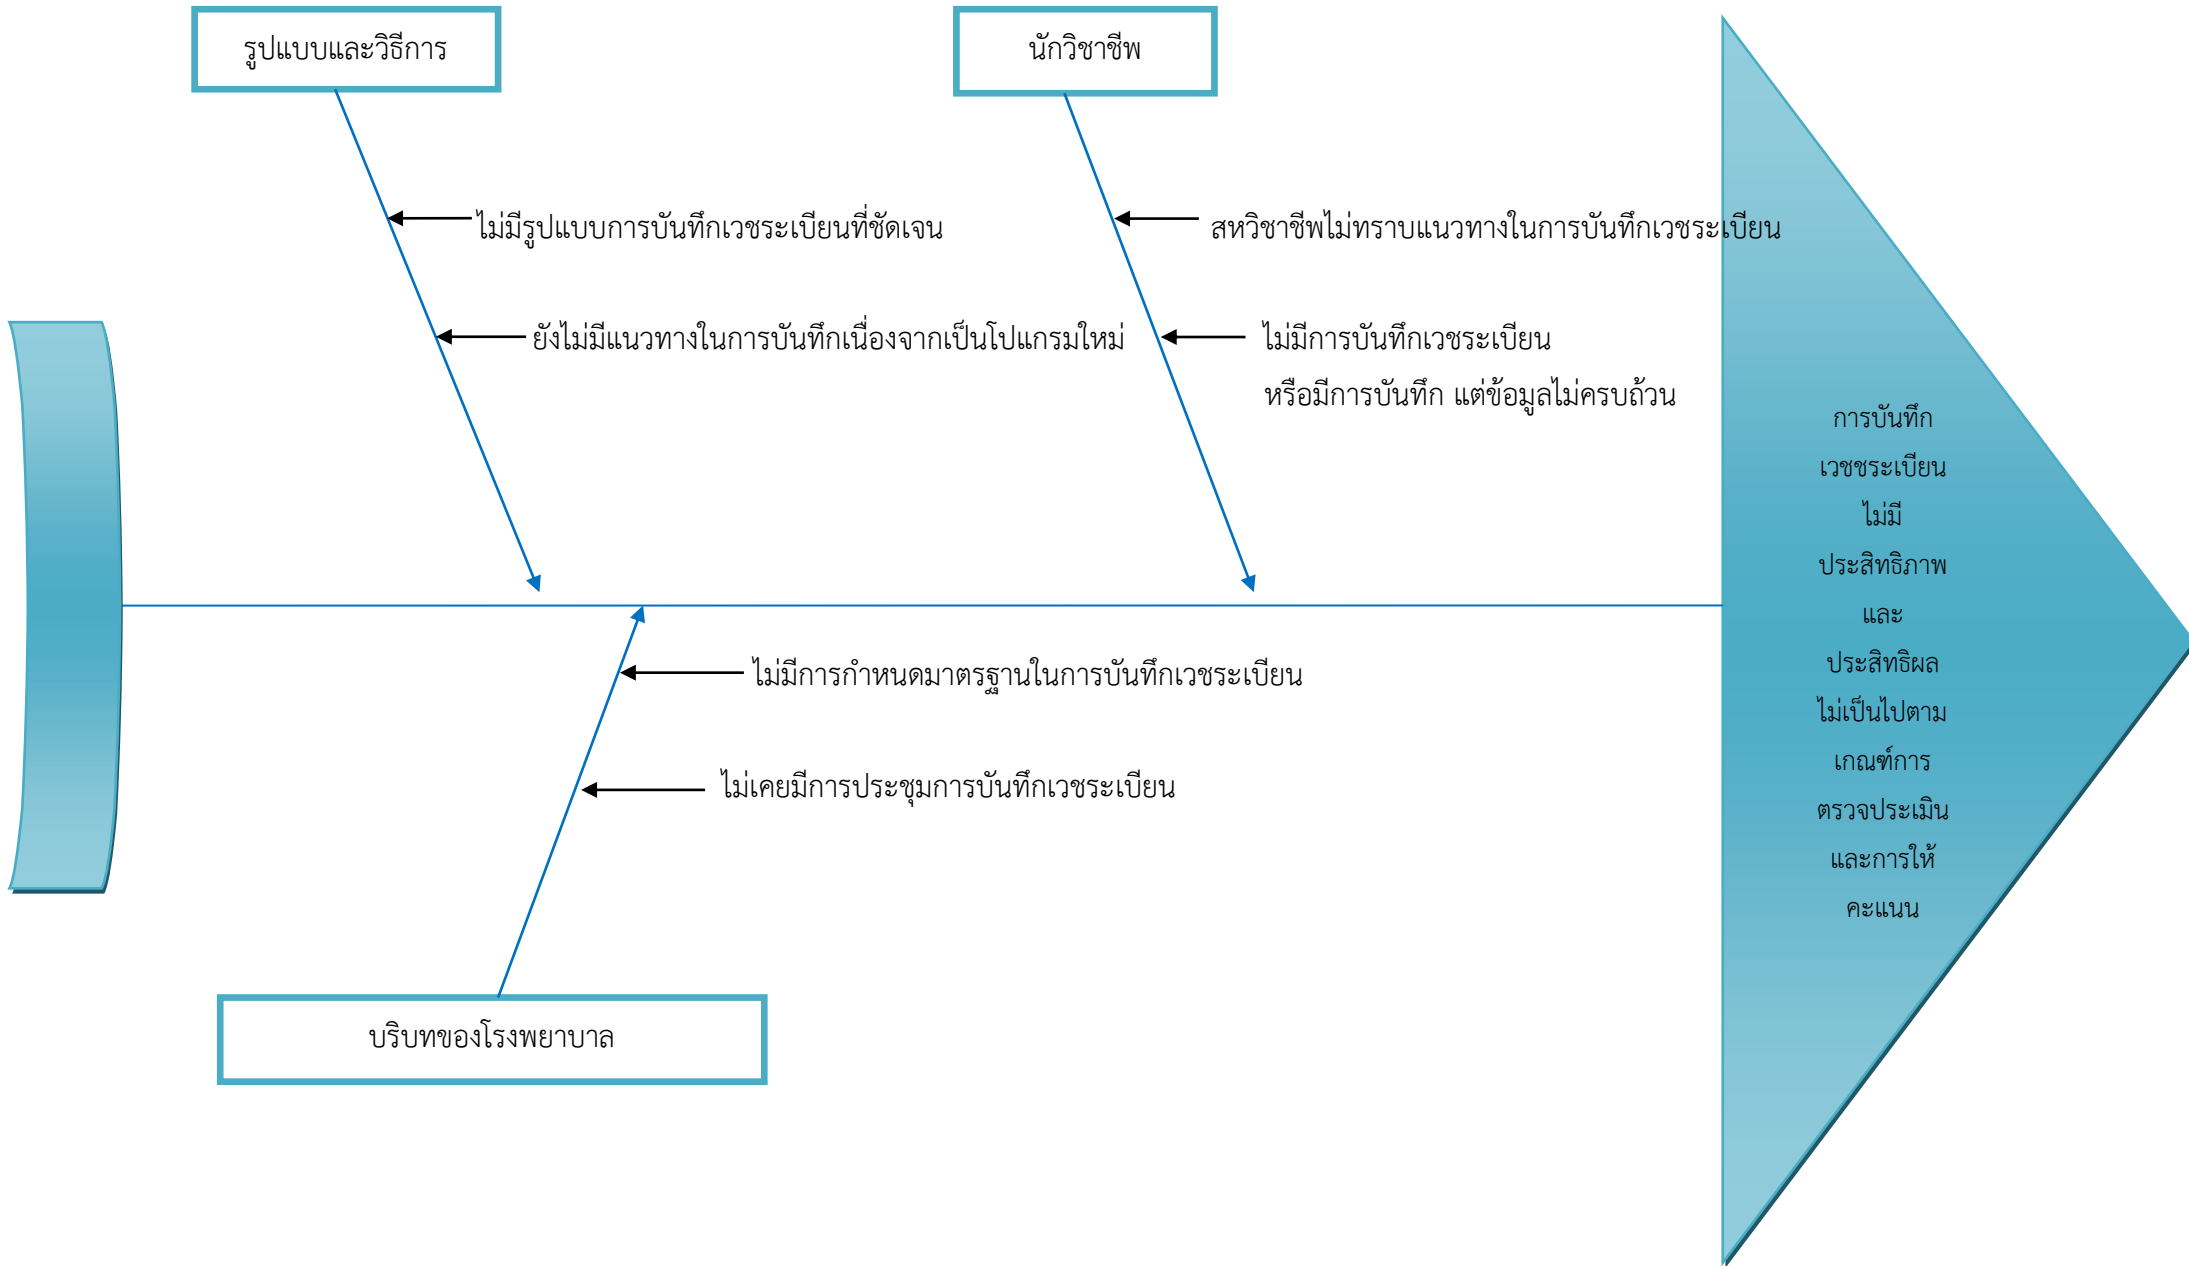 รูปแบบและวิธีการ
นักวิชาชีพ
ไม่มีรูปแบบการบันทึกเวชระเบียนที่ชัดเจน
สหวิชาชีพไม่ทราบแนวทางในการบันทึกเวชระเบียน
ยังไม่มีแนวทางในการบันทึกเนื่องจากเป็นโปแกรมใหม่
ไม่มีการบันทึกเวชระเบียน
หรือมีการบันทึก แต่ข้อมูลไม่ครบถ้วน
การบันทึก
เวชชระเบียน
ไม่มี
ประสิทธิภาพ
และ
ประสิทธิผล
ไม่เป็นไปตาม
เกณฑ์การ
ตรวจประเมิน
และการให้
คะแนน
ไม่มีการกำหนดมาตรฐานในการบันทึกเวชระเบียน
ไม่เคยมีการประชุมการบันทึกเวชระเบียน
บริบทของโรงพยาบาล